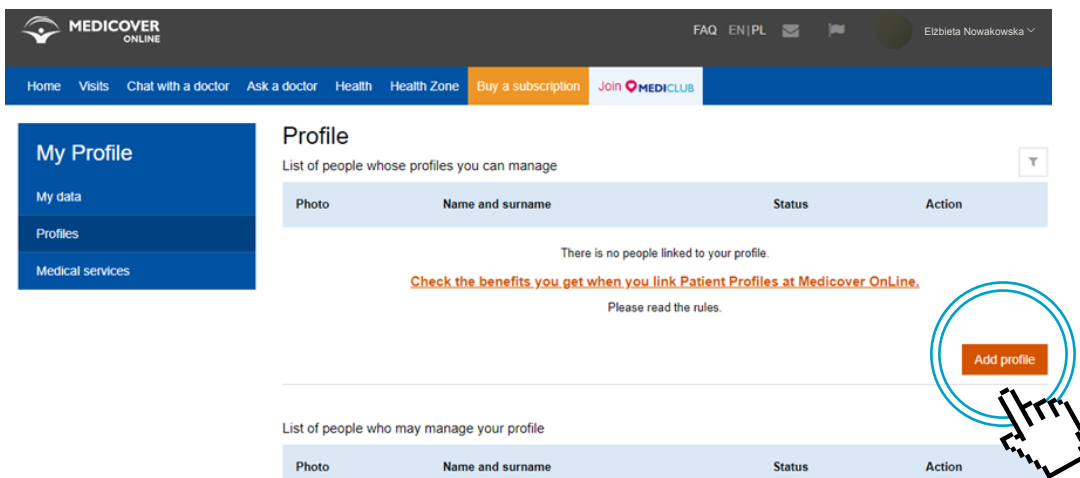 MEDICOVER
ONLINE
FAQ EN|PL
Elżbieta Nowakowska
Home Visits Chat with a doctor Ask a doctor Health Health Zone Buy a subscription Join MEDICLUB
My Profile
My data
Profiles
Medical services
Profile
List of people whose profiles you can manage
Photo Name and surname Status Action
There is no people linked to your profile.
Check the benefits you get when you link Patient Profiles at Medicover OnLine.
Please read the rules.
Add profile
List of people who may manage your profile
Photo Name and surname Status Action